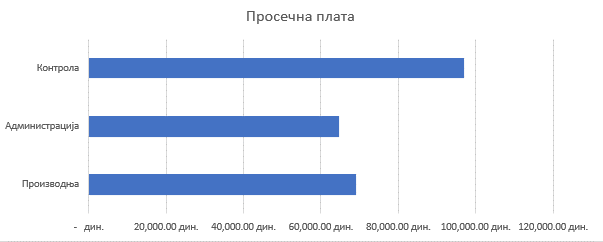 Просечна плата
Контрола
Администрација
Производња
- дин. 20,000.00 дин. 40,000.00 дин. 60,000.00 дин. 80,000.00 дин. 100,000.00 дин. 120,000.00 дин.